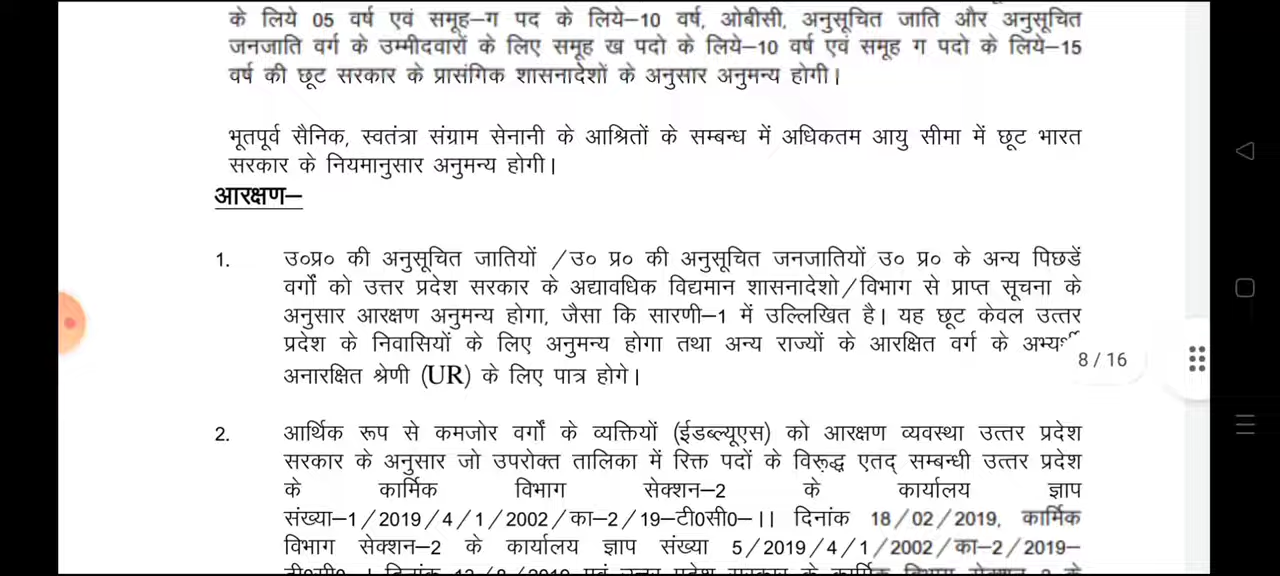 के लिये 05 वर्ष एवं समूह–ग पद के लिये–10 वर्ष, ओबीसी, अनुसूचित जाति और अनुसूचित
जनजाति वर्ग के उम्मीदवारों के लिए समूह ख पदो के लिये–10 वर्ष एवं समूह ग पदो के लिये–15
वर्ष की छूट सरकार के प्रासंगिक शासनादेशों के अनुसार अनुमन्य होगी।
भूतपूर्व सैनिक, स्वतंत्रा संग्राम सेनानी के आश्रितों के सम्बन्ध में अधिकतम आयु सीमा में छूट भारत
सरकार के नियमानुसार अनुमन्य होगी।
आरक्षण–
1. उ०प्र० की अनुसूचित जातियों /उ० प्र० की अनुसूचित जनजातियों उ० प्र० के अन्य पिछडें
वर्गों को उत्तर प्रदेश सरकार के अद्यावधिक विद्यमान शासनादेशो/विभाग से प्राप्त सूचना के
अनुसार आरक्षण अनुमन्य होगा, जैसा कि सारणी–1 में उल्लिखित है। यह छूट केवल उत्तर
प्रदेश के निवासियों के लिए अनुमन्य होगा तथा अन्य राज्यों के आरक्षित वर्ग के
8 / 16
अनारक्षित श्रेणी (UR) के लिए पात्र होगे।
2. आर्थिक रूप से कमजोर वर्गों के व्यक्तियों (ईडब्ल्यूएस) को आरक्षण व्यवस्था उत्तर प्रदेश
सरकार के अनुसार जो उपरोक्त तालिका में रिक्त पदों के विरूद्ध एतद् सम्बन्धी उत्तर प्रदेश
के कार्मिक विभाग सेक्शन–2 के कार्यालय ज्ञाप
संख्या–1/2019/4/1/2002/का–2/19–टी0सी0–।। दिनांक 18/02/2019, कार्मिक
विभाग सेक्शन–2 के कार्यालय ज्ञाप संख्या 5/2019/4/1/2002/का–2/2019–